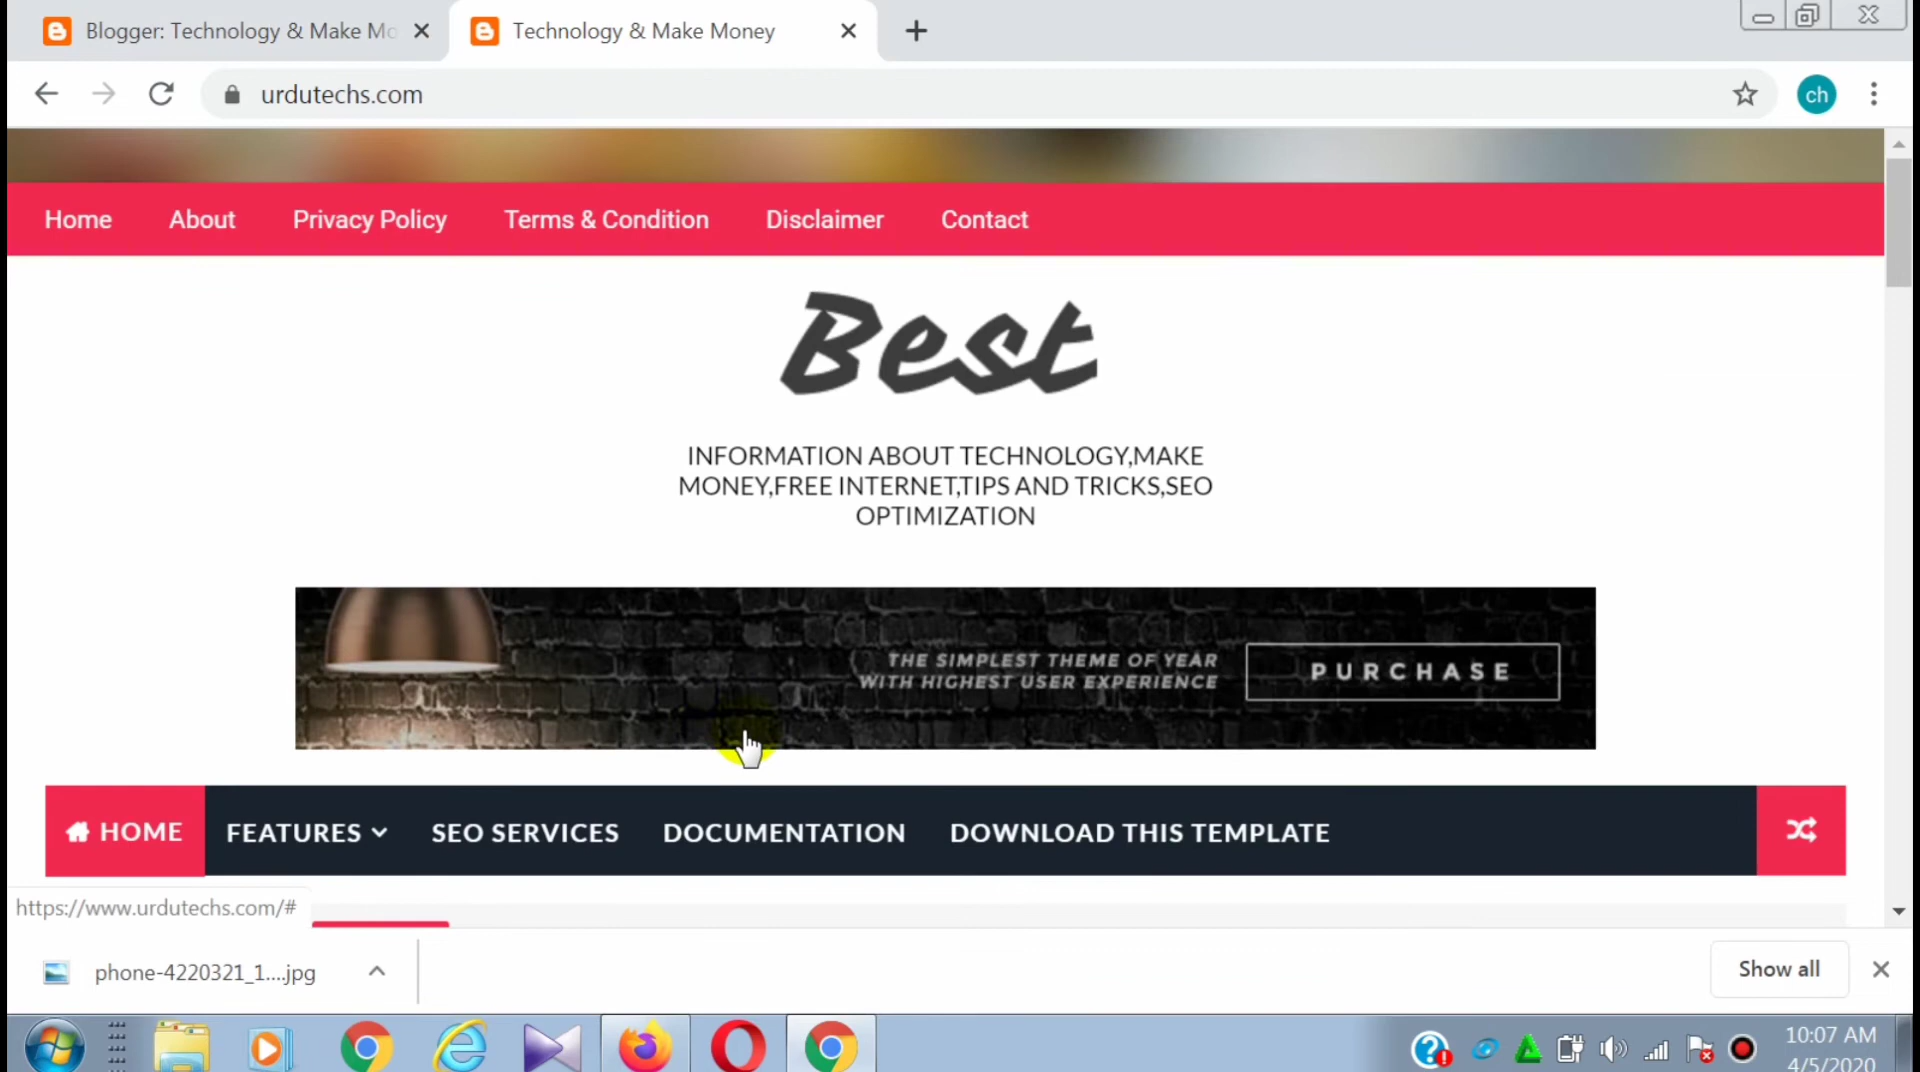 Blogger: Technology & Make Mo
Technology & Make Money
urdutechs.com
ch
Home About Privacy Policy Terms & Condition Disclaimer Contact
Best
INFORMATION ABOUT TECHNOLOGY,MAKE
MONEY,FREE INTERNET,TIPS AND TRICKS,SEO
OPTIMIZATION
THE SIMPLEST THEME OF YEAR
WITH HIGHEST USER EXPERIENCE
PURCHASE
HOME FEATURES SEO SERVICES DOCUMENTATION DOWNLOAD THIS TEMPLATE
https://www.urdutechs.com/#
phone-4220321_1....jpg
Show all
10:07 AM
4/5/2020